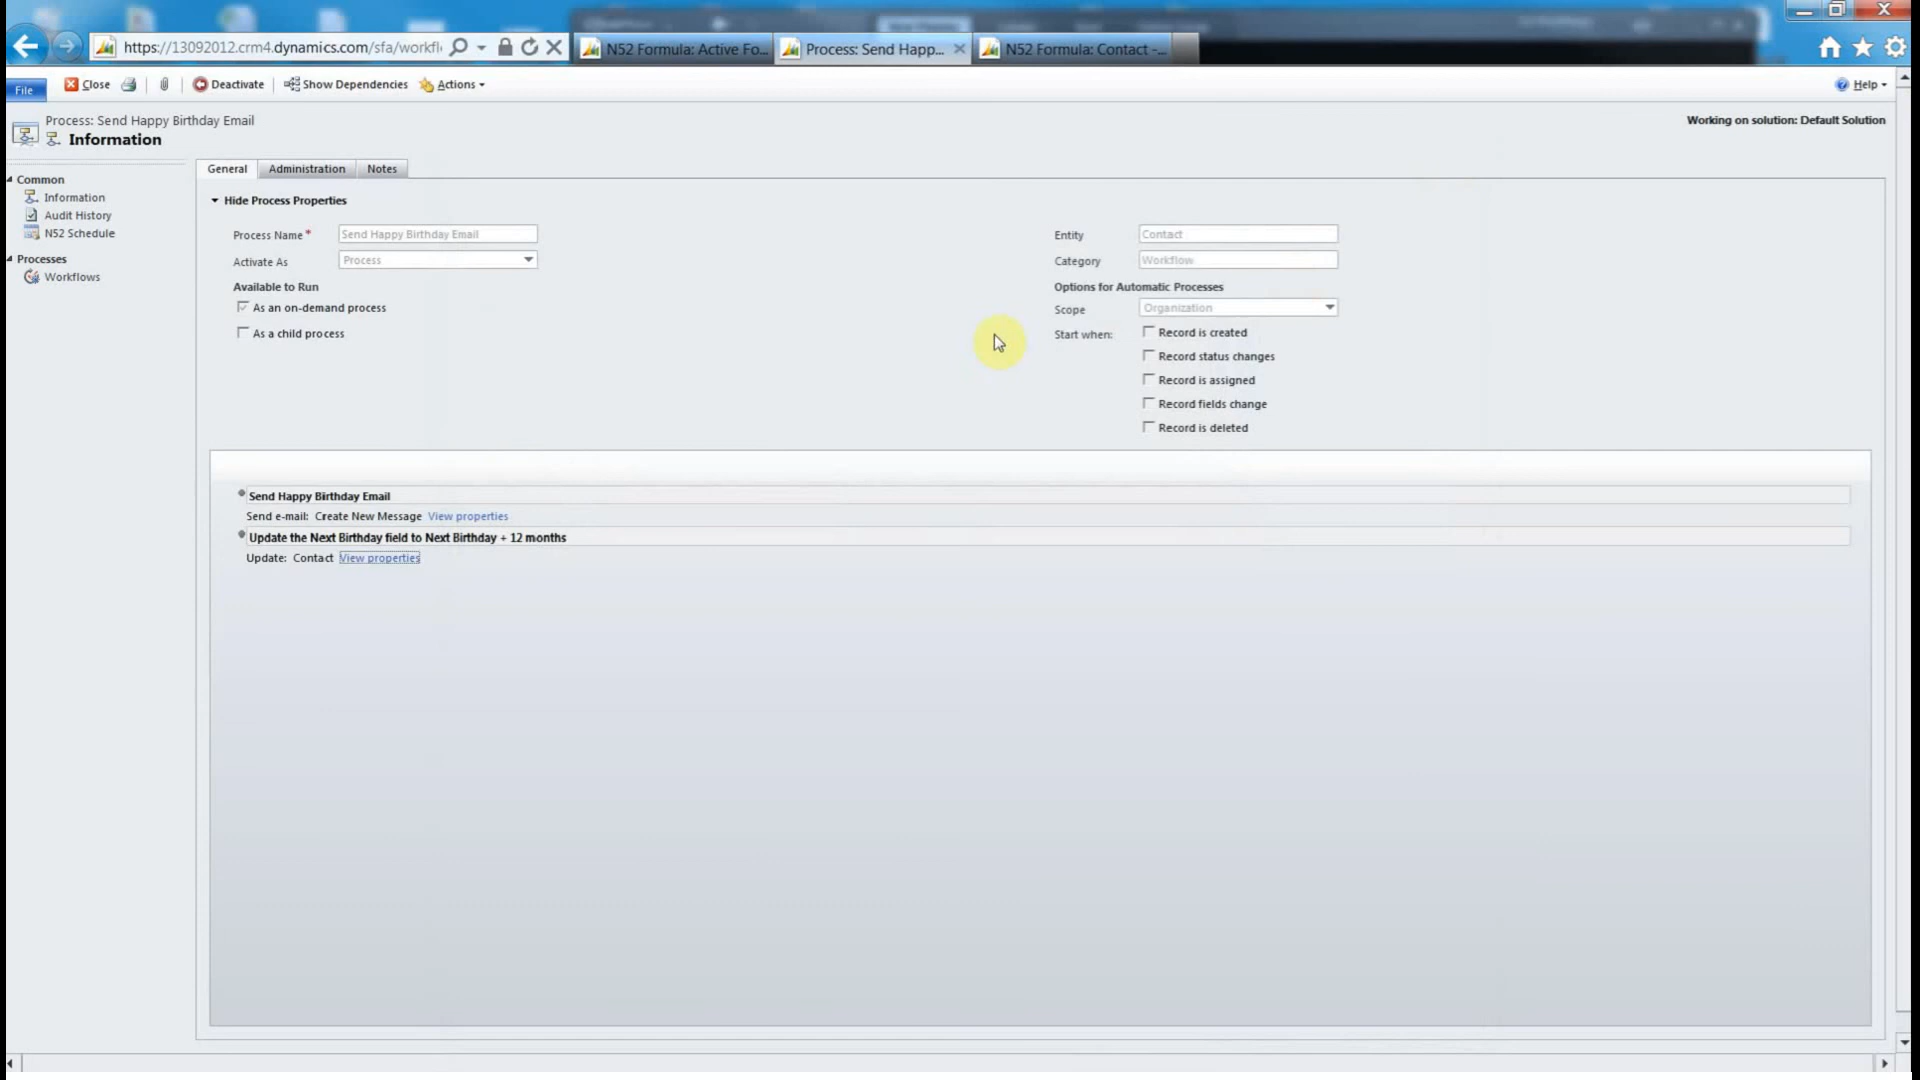 https://13092012.crm4.dynamics.com/sfa/workfl
N52 Formula: Active Fo...
Process: Send Happ...
N52 Formula: Contact -...
File
Close
Deactivate
Show Dependencies
Actions
Help
Process: Send Happy Birthday Email
Information
Working on solution: Default Solution
Common
Information
Audit History
N52 Schedule
Processes
Workflows
General
Administration
Notes
Hide Process Properties
Process Name*
Send Happy Birthday Email
Activate As
Process
Available to Run
As an on-demand process
As a child process
Entity
Contact
Category
Workflow
Options for Automatic Processes
Scope
Organization
Start when:
Record is created
Record status changes
Record is assigned
Record fields change
Record is deleted
Send Happy Birthday Email
Send e-mail: Create New Message View properties
Update the Next Birthday field to Next Birthday + 12 months
Update: Contact View properties